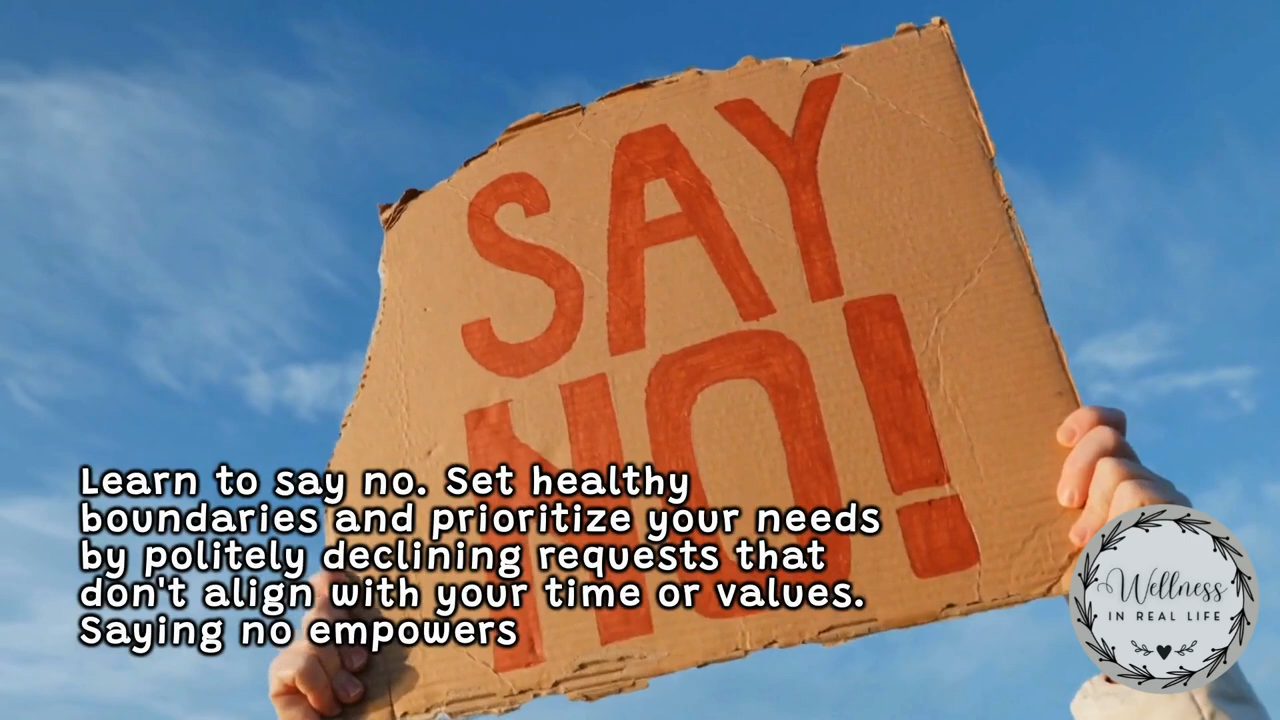 SAY
NO!
Learn to say no. Set healthy
boundaries and prioritize your needs
by politely declining requests that
don't align with your time or values.
Saying no empowers
Wellness
IN REAL LIFE